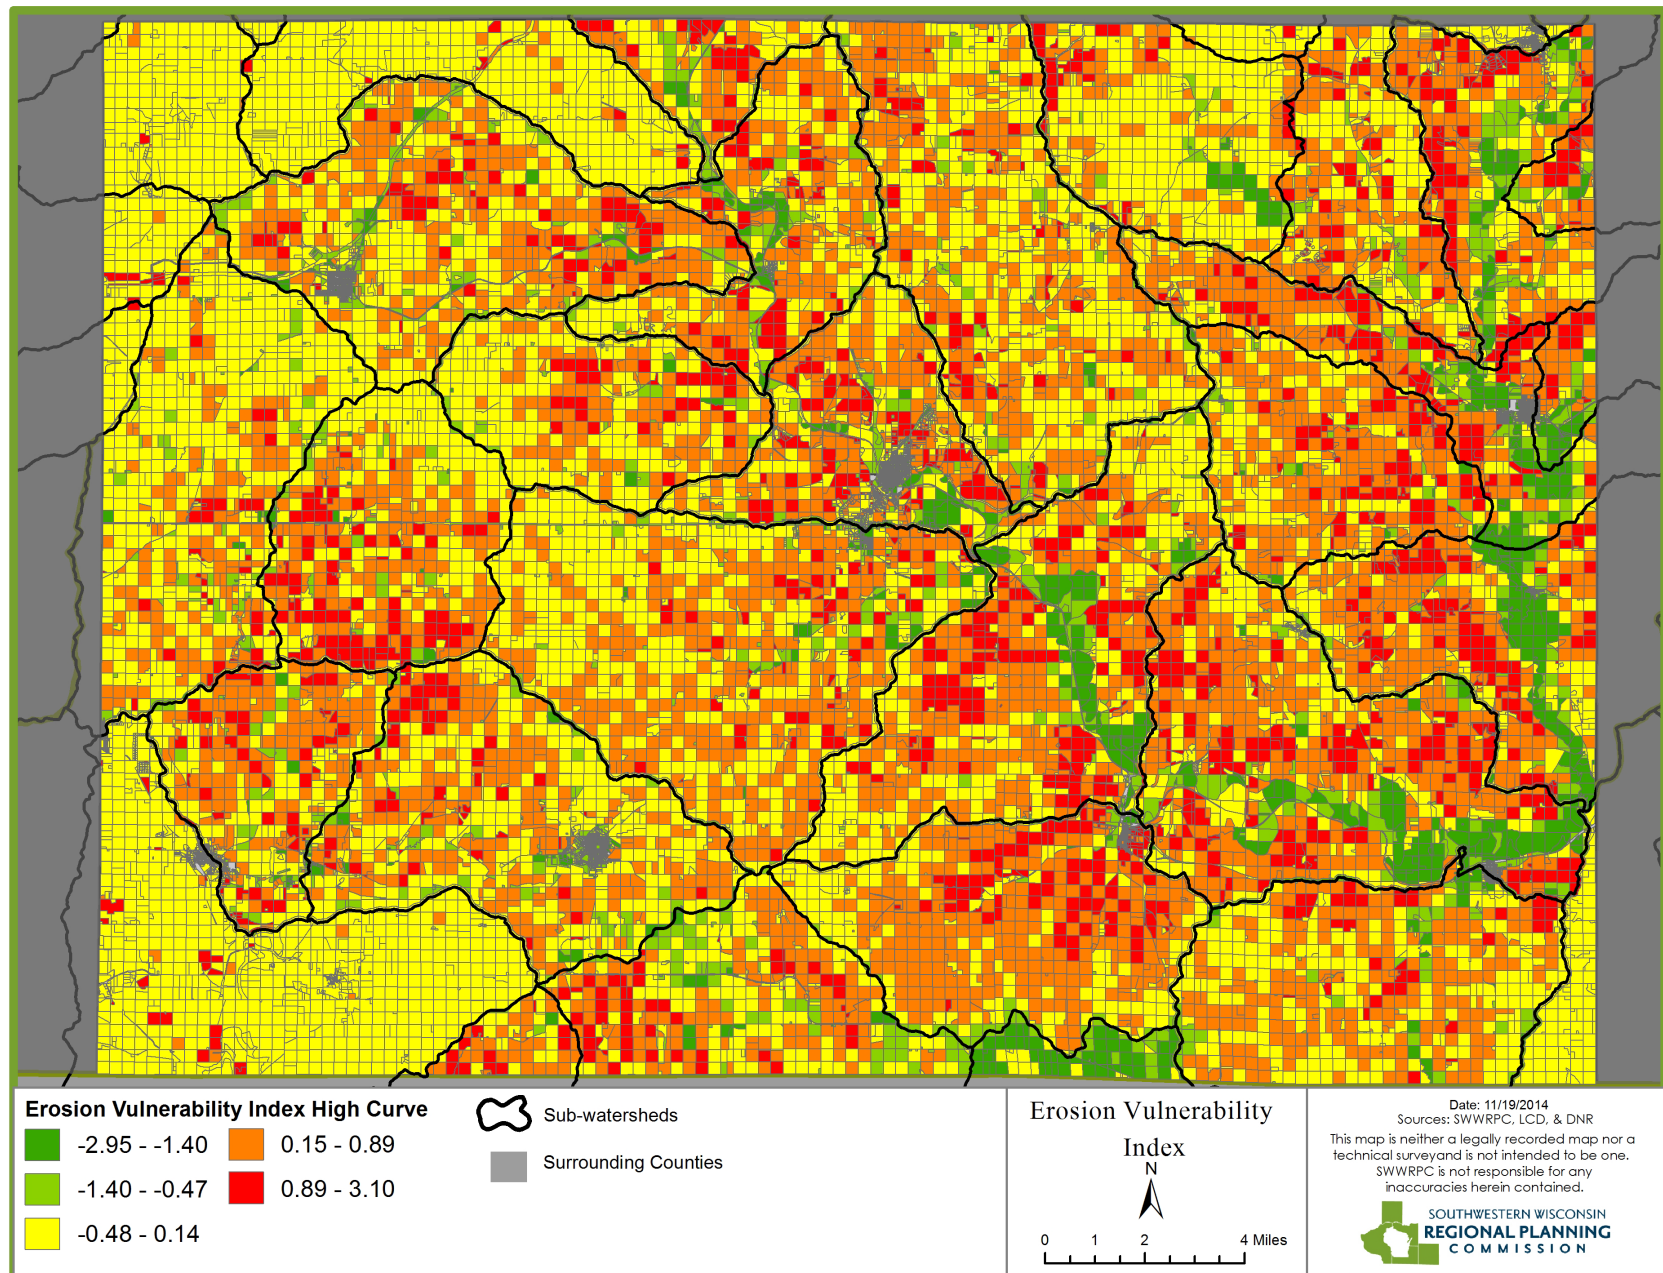 Erosion Vulnerability Index High Curve
-2.95 - -1.40
-1.40 - -0.47
-0.48 - 0.14
0.15 - 0.89
0.89 - 3.10
Sub-watersheds
Surrounding Counties
Erosion Vulnerability
Index
N
0 1 2 4 Miles
Date: 11/19/2014
Sources: SWWRPC, LCD, & DNR
This map is neither a legally recorded map nor a
technical surveyand is not intended to be one.
SWWRPC is not responsible for any
inaccuracies herein contained.
SOUTHWESTERN WISCONSIN
REGIONAL PLANNING
COMMISSION